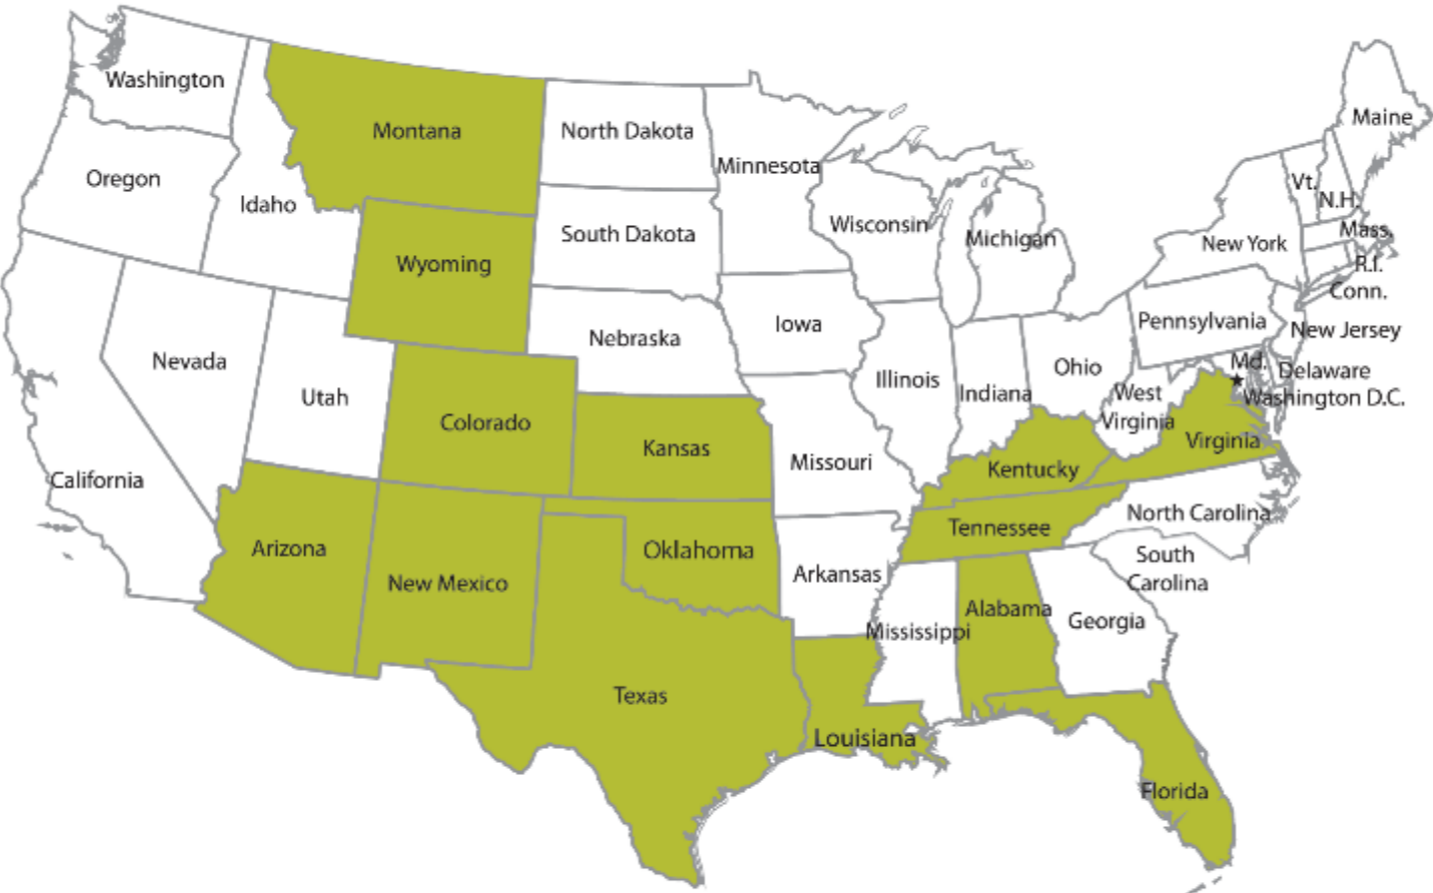 Washington
Montana
North Dakota
Minnesota
Maine
Oregon
Idaho
Vt.
N.H.
South Dakota
Wisconsin
Michigan
New York
Mass.
Wyoming
R.I.
Conn.
Nebraska
Iowa
Pennsylvania
New Jersey
Nevada
Utah
Colorado
Illinois
Indiana
Ohio
West
Virginia
Md.
Delaware
Washington D.C.
California
Kansas
Missouri
Kentucky
Virginia
Arizona
New Mexico
Oklahoma
Arkansas
Tennessee
North Carolina
South
Carolina
Mississippi
Alabama
Georgia
Texas
Louisiana
Florida